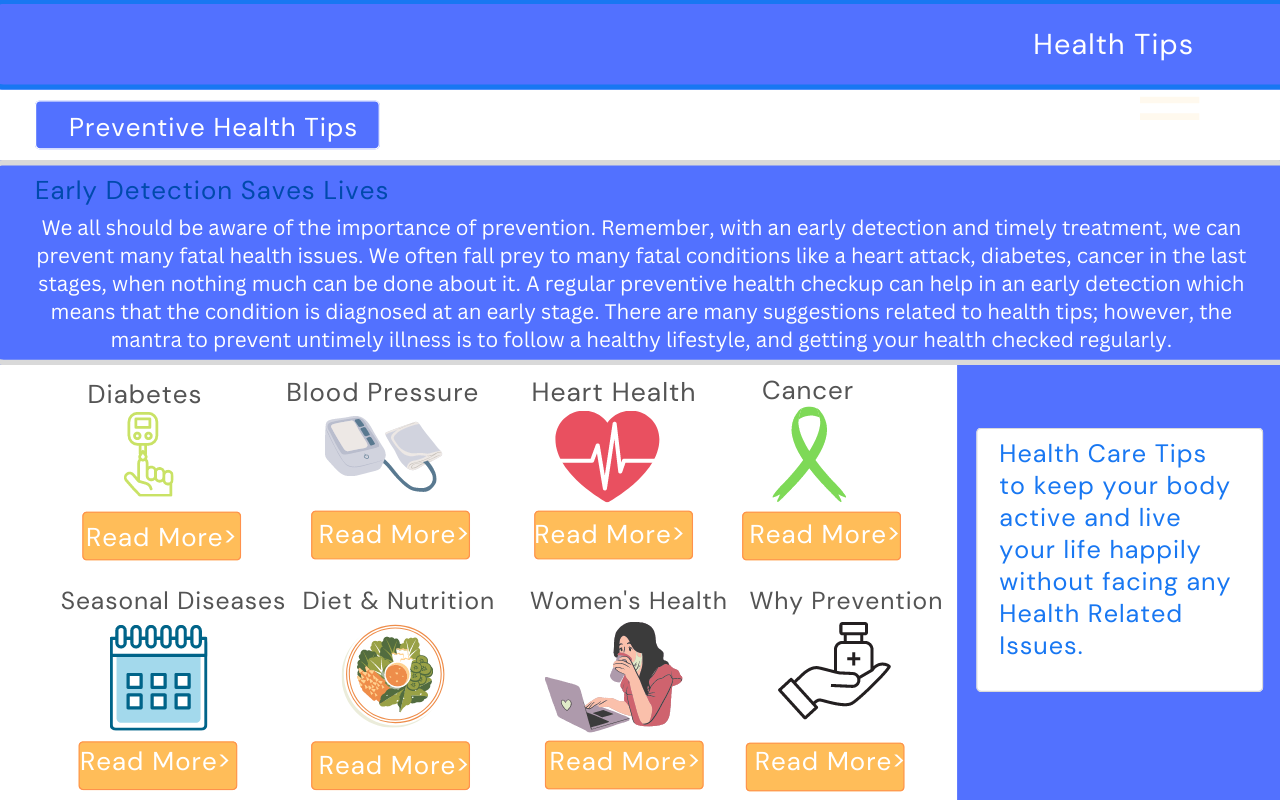 Health Tips
Preventive Health Tips
Early Detection Saves Lives
We all should be aware of the importance of prevention. Remember, with an early detection and timely treatment, we can
prevent many fatal health issues. We often fall prey to many fatal conditions like a heart attack, diabetes, cancer in the last
stages, when nothing much can be done about it. A regular preventive health checkup can help in an early detection which
means that the condition is diagnosed at an early stage. There are many suggestions related to health tips; however, the
mantra to prevent untimely illness is to follow a healthy lifestyle, and getting your health checked regularly.
Diabetes
Blood Pressure
Heart Health
Cancer
Read More>
Read More>
Read More>
Read More>
Seasonal Diseases
Diet & Nutrition
Women's Health
Why Prevention
Read More>
Read More>
Read More>
Read More>
Health Care Tips
to keep your body
active and live
your life happily
without facing any
Health Related
Issues.